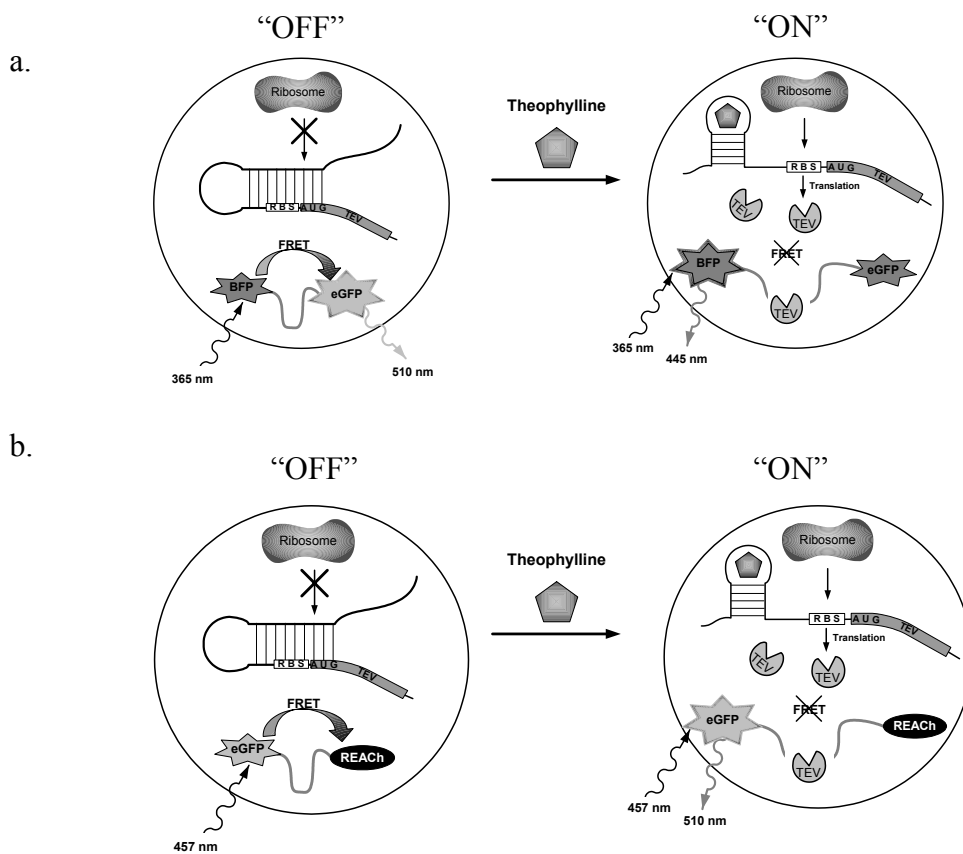 “OFF”
“ON”
a.
Ribosome
RBS AUG TEV
FRET
BFP
eGFP
365 nm
510 nm
Theophylline
Ribosome
RBS AUG TEV
Translation
TEV
TEV
FRET
BFP
eGFP
TEV
365 nm
445 nm
b.
“OFF”
“ON”
Ribosome
RBS AUG TEV
FRET
eGFP
REACh
457 nm
Theophylline
Ribosome
RBS AUG TEV
Translation
TEV
TEV
FRET
eGFP
REACh
TEV
457 nm
510 nm